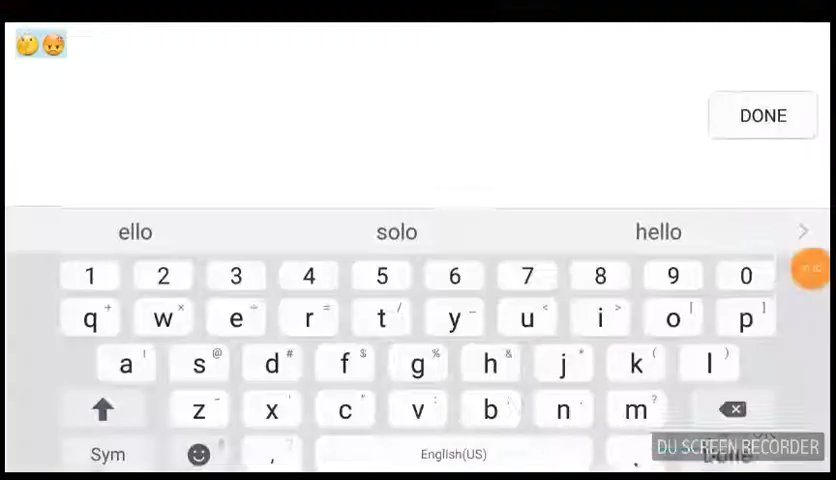 🤔😡
DONE
ello solo hello >
1 2 3 4 5 6 7 8 9 0
q + w × e ÷ r = t / y _ u < i > o [ p ]
a ! s @ d # f $ g % h & j * k ( l )
z - x ' c " v : b ; n , m ?
Sym , English(US) .
DU SCREEN RECORDER
Done